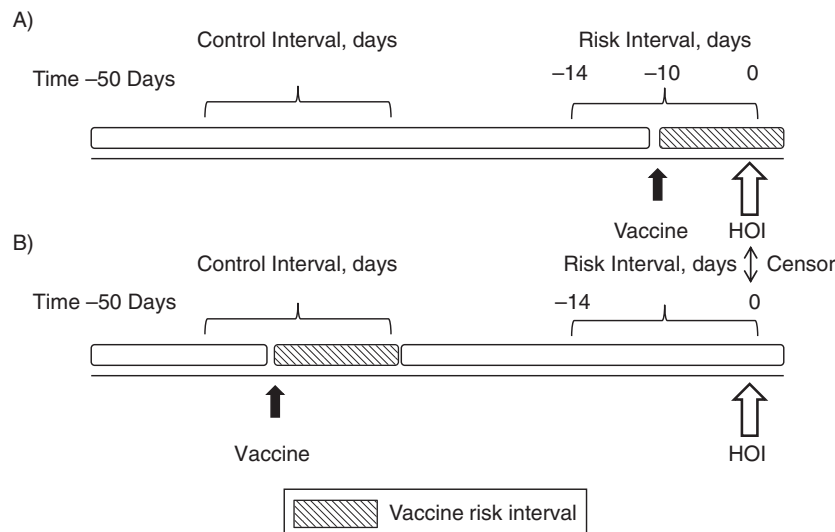 A)
Control Interval, days Risk Interval, days
Time –50 Days –14 –10 0
Vaccine HOI
B)
Control Interval, days Risk Interval, days Censor
Time –50 Days –14 0
Vaccine HOI
Vaccine risk interval